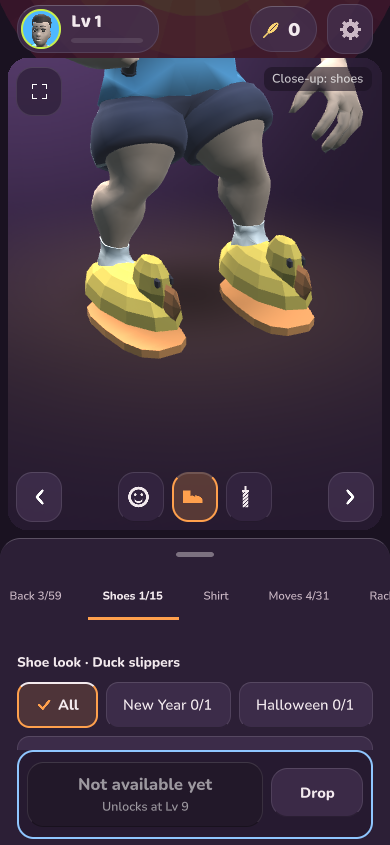 Lv 1
0
Close-up: shoes
Back 3/59
Shoes 1/15
Shirt
Moves 4/31
Shoe look · Duck slippers
All
New Year 0/1
Halloween 0/1
Not available yet
Unlocks at Lv 9
Drop